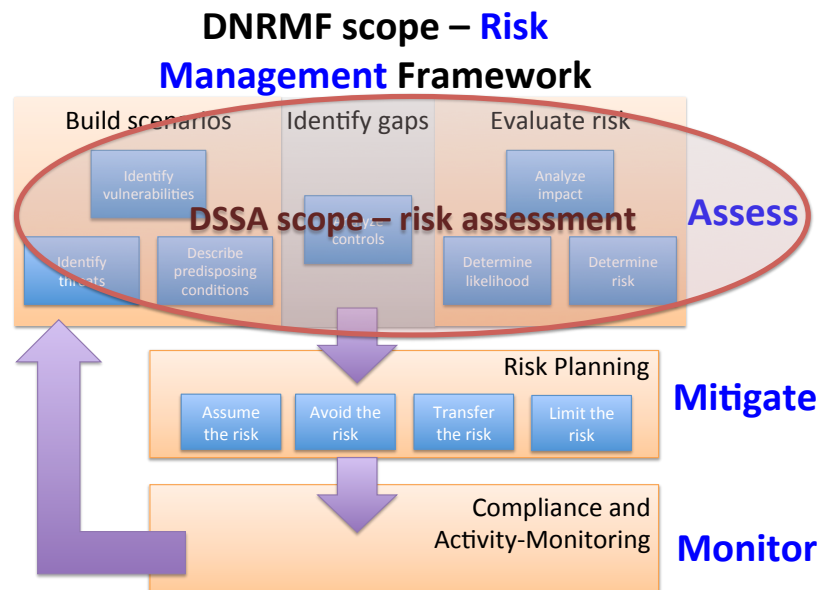 DNRMF scope – Risk
Management Framework
Build scenarios
Identify gaps
Evaluate risk
Identify
vulnerabilities
Analyze
impact
DSSA scope – risk assessment
Assess
controls
Identify
threats
Describe
predisposing
conditions
Determine
likelihood
Determine
risk
Risk Planning
Mitigate
Assume
the risk
Avoid the
risk
Transfer
the risk
Limit the
risk
Compliance and
Activity-Monitoring
Monitor